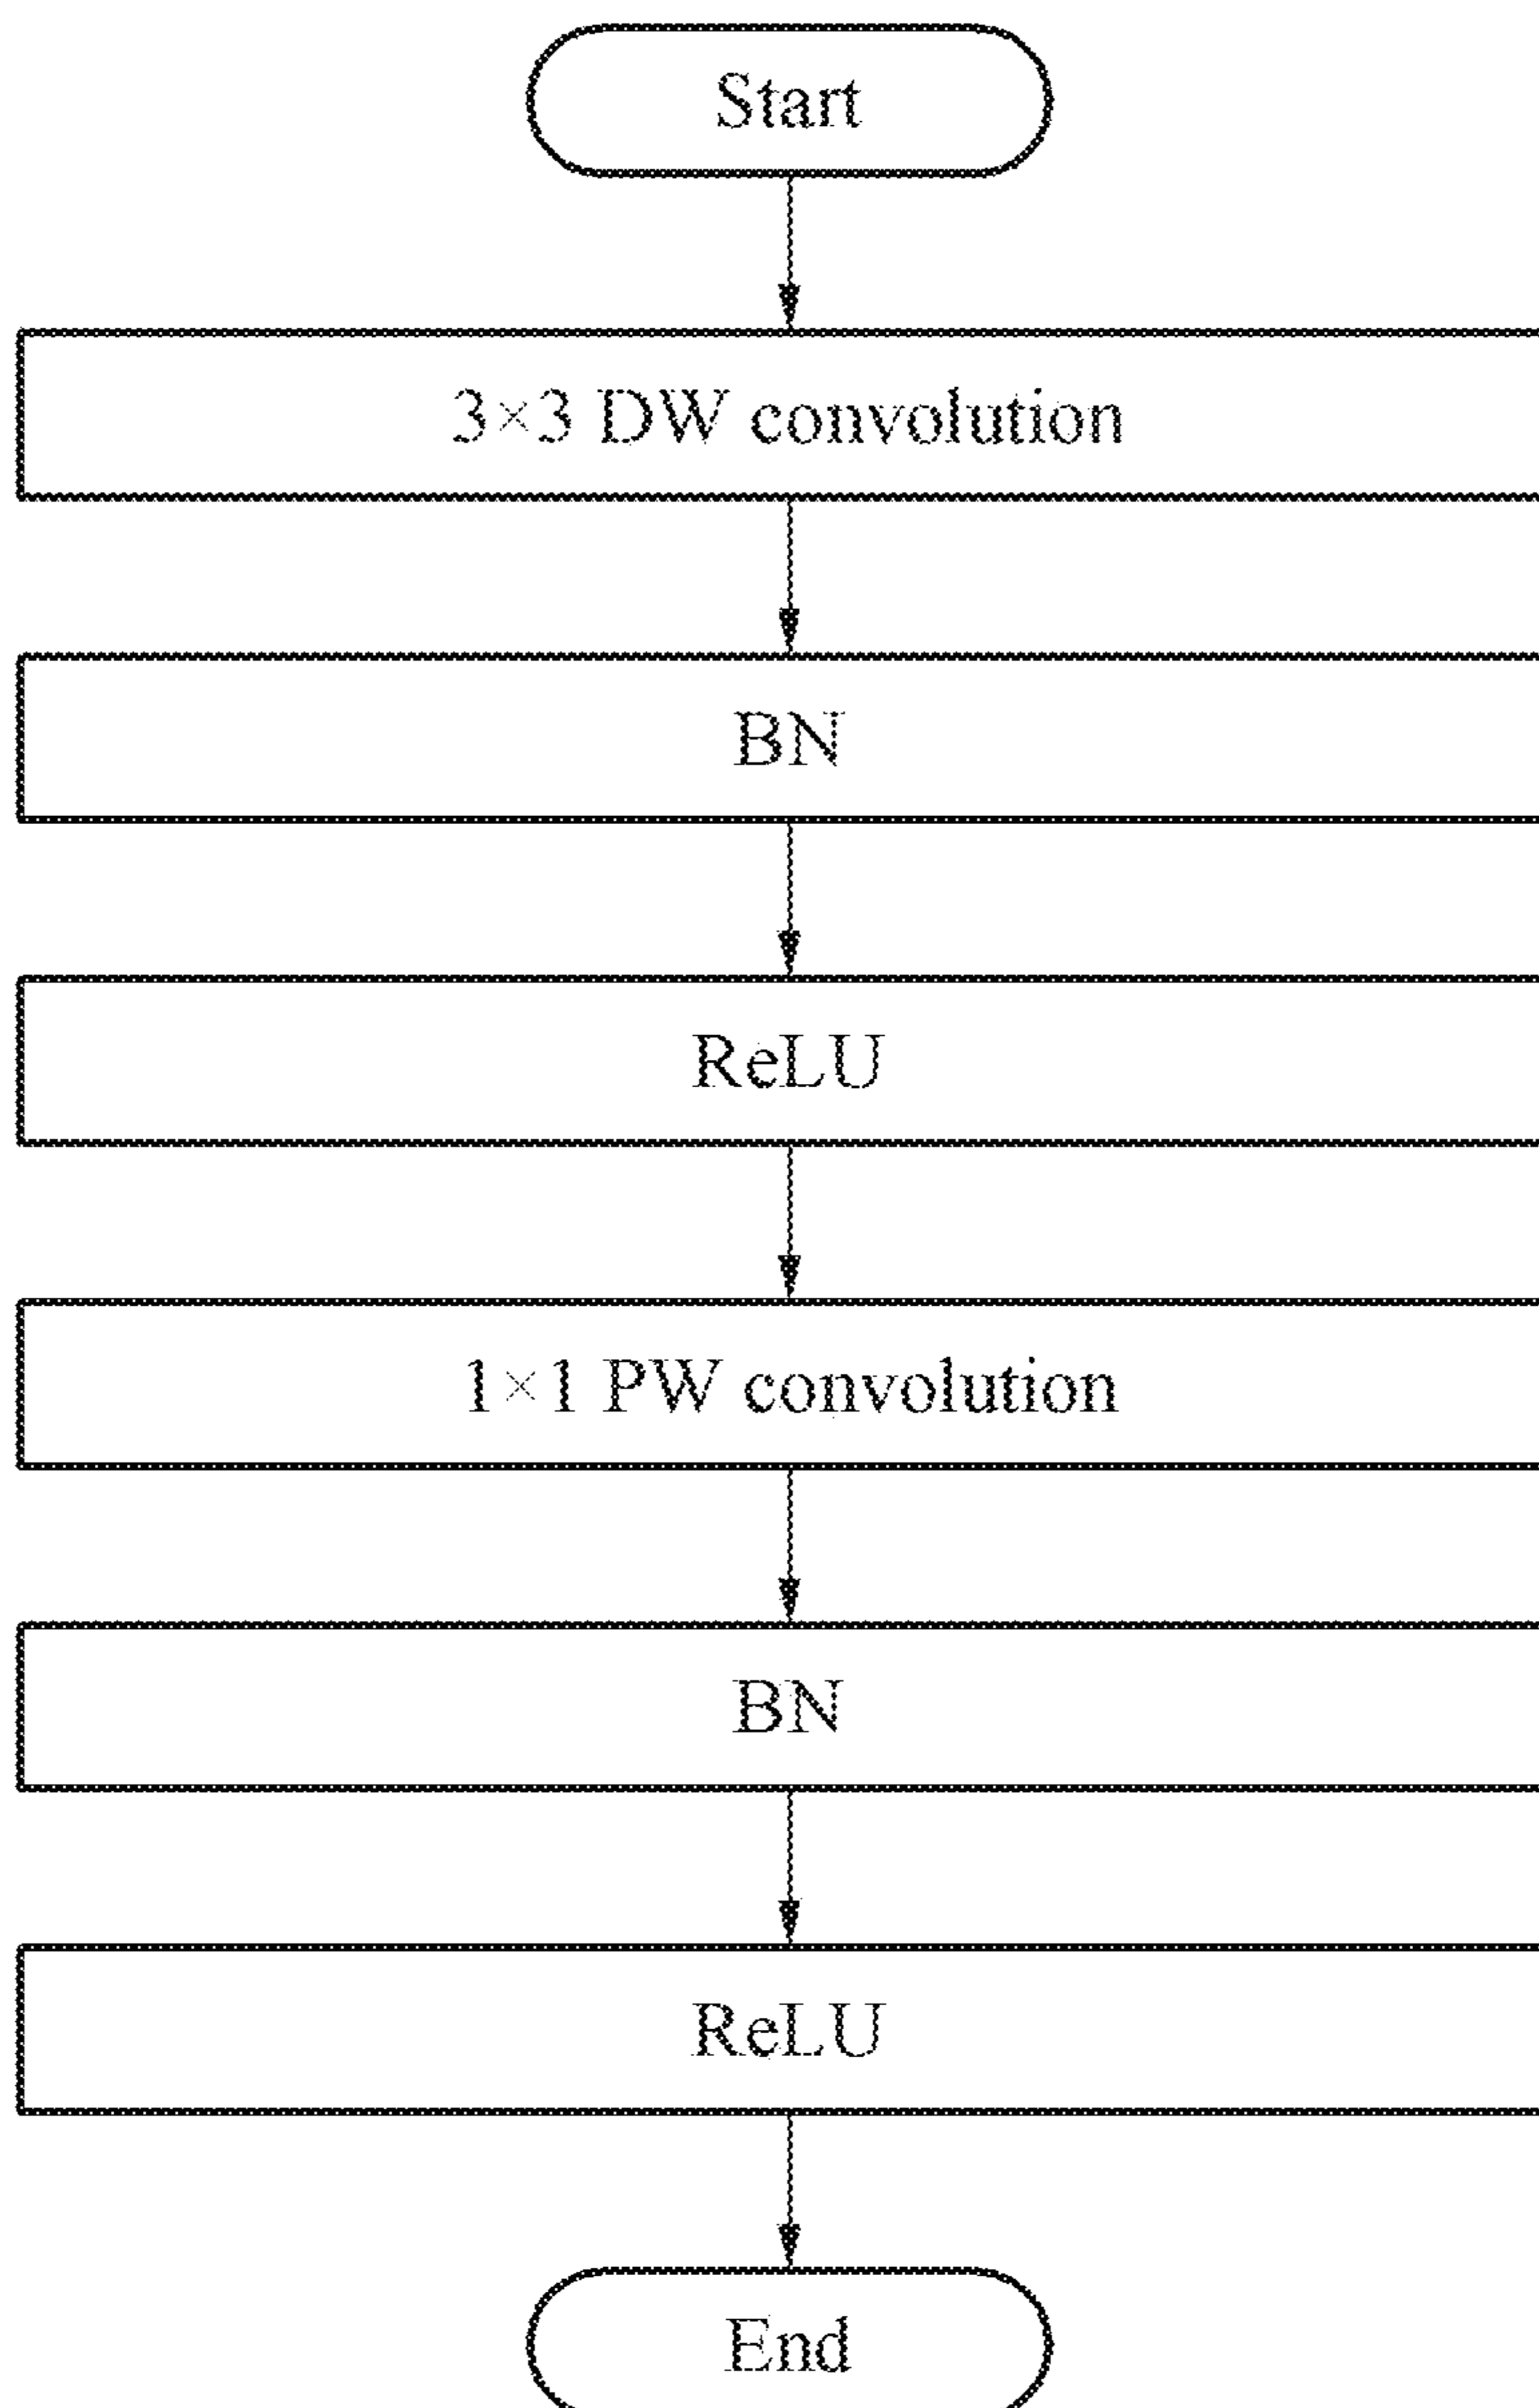 Start
3×3 DW convolution
BN
ReLU
1×1 PW convolution
BN
ReLU
End